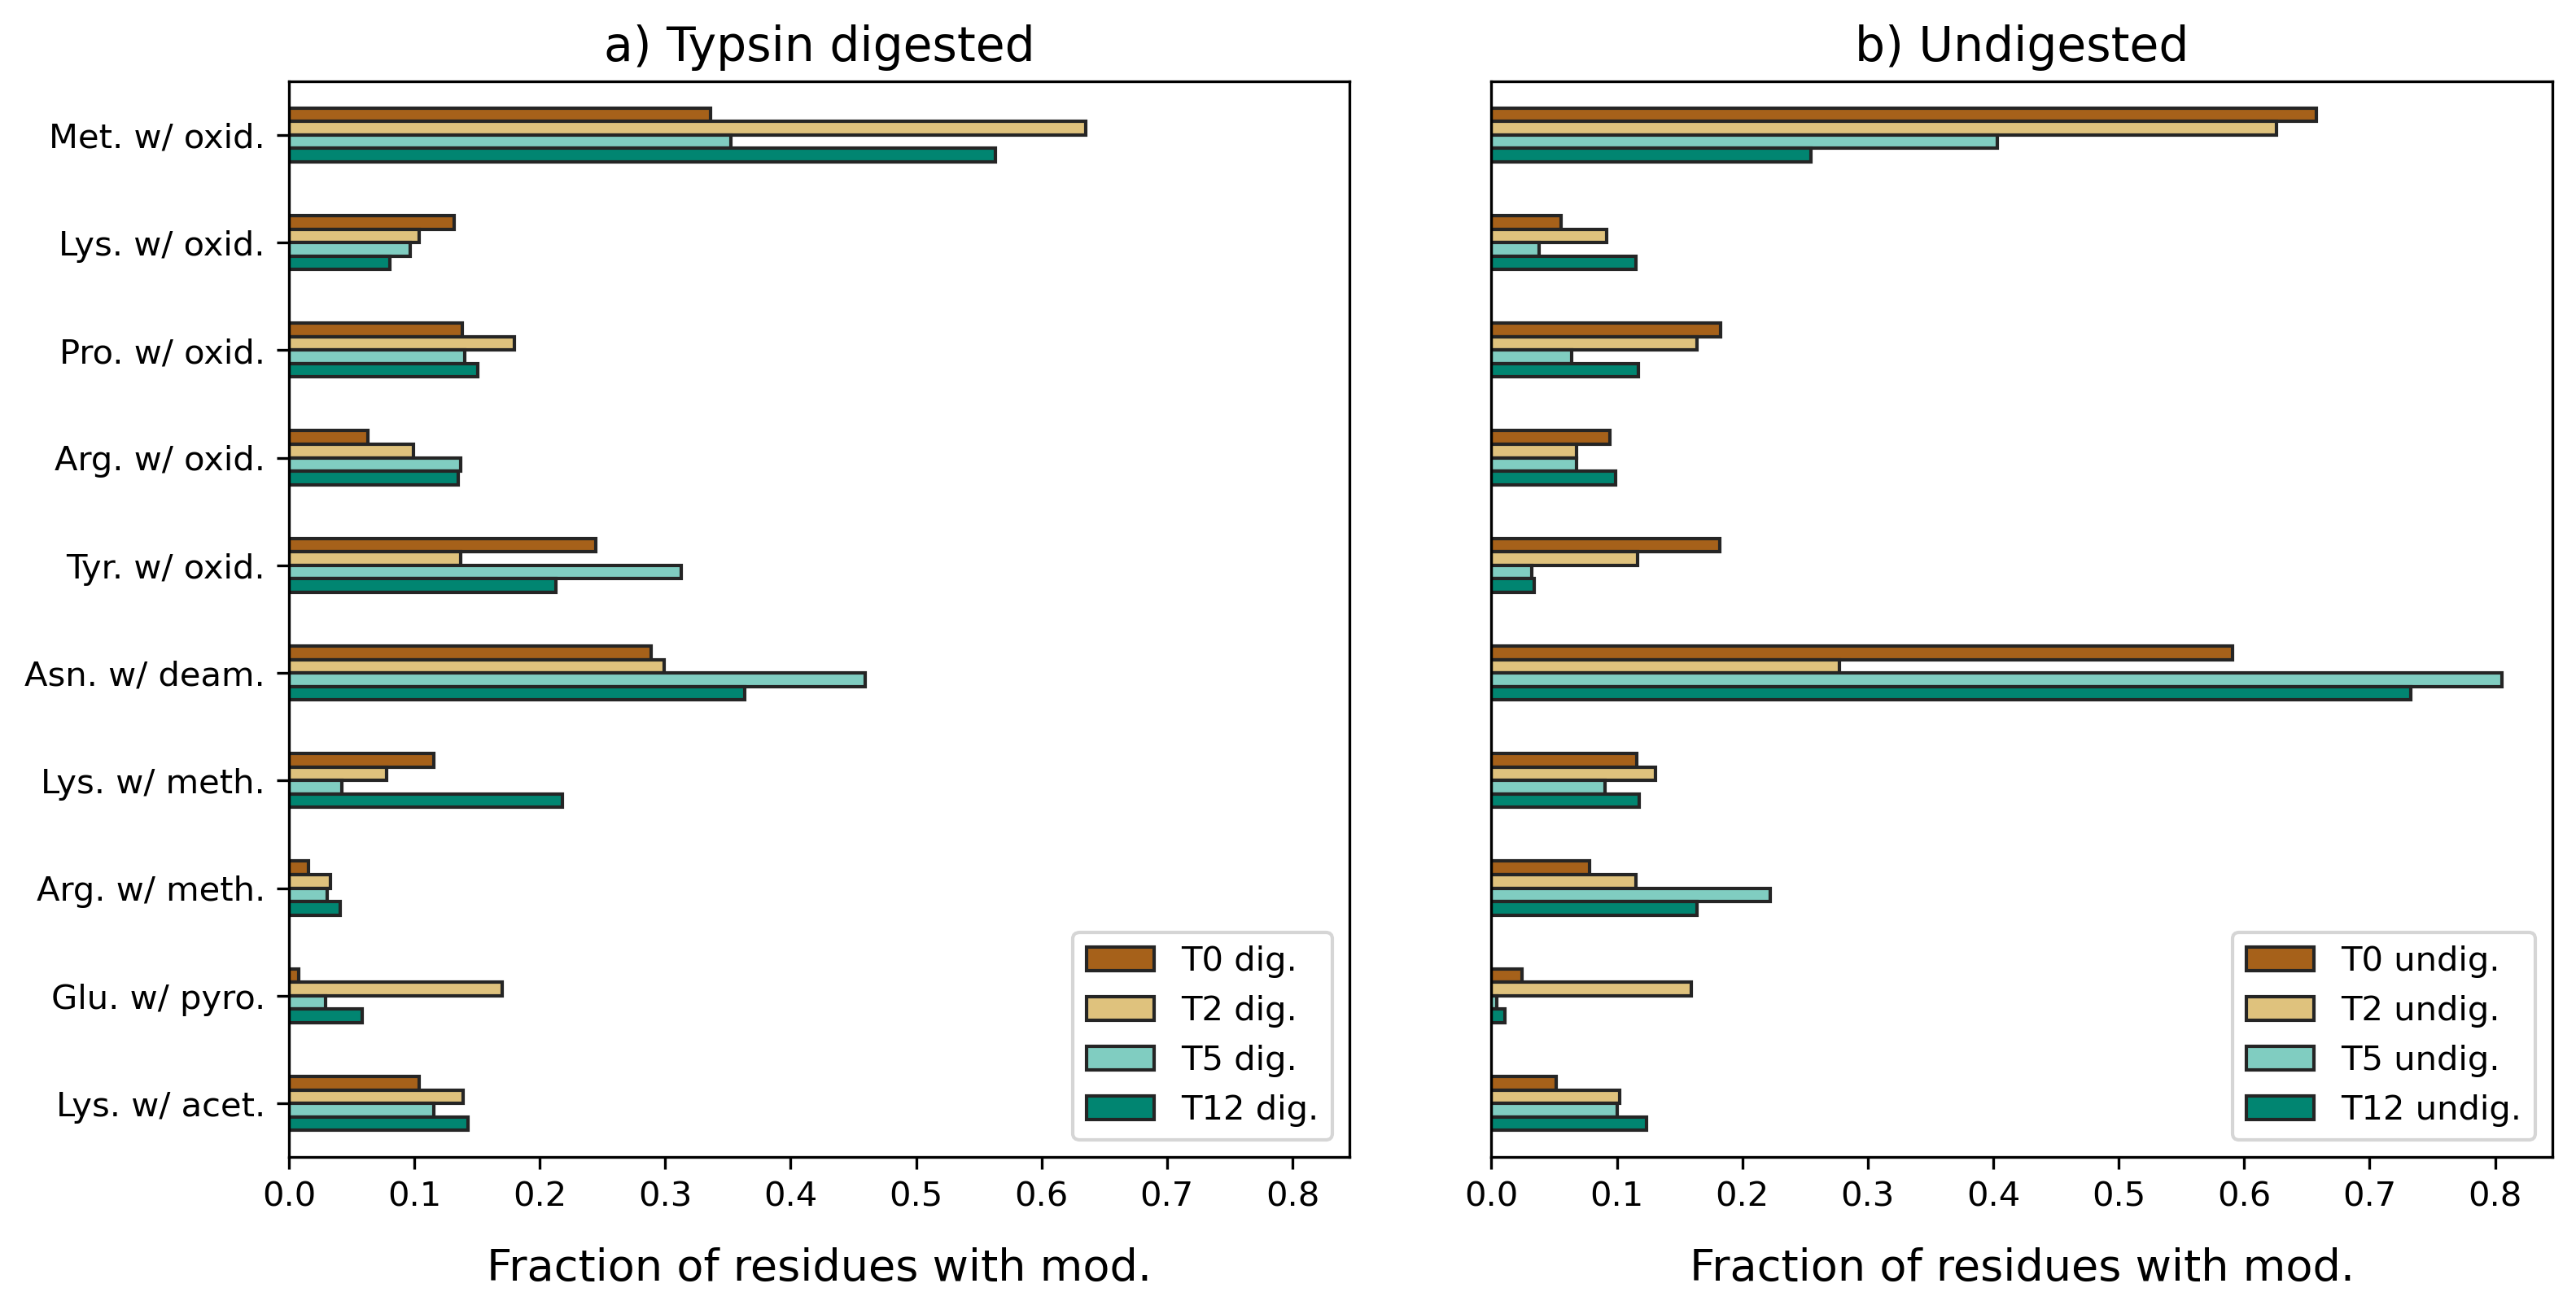 a) Typsin digested
b) Undigested
Met. w/ oxid.
Lys. w/ oxid.
Pro. w/ oxid.
Arg. w/ oxid.
Tyr. w/ oxid.
Asn. w/ deam.
Lys. w/ meth.
Arg. w/ meth.
Glu. w/ pyro.
Lys. w/ acet.
T0 dig.
T2 dig.
T5 dig.
T12 dig.
T0 undig.
T2 undig.
T5 undig.
T12 undig.
0.0 0.1 0.2 0.3 0.4 0.5 0.6 0.7 0.8
0.0 0.1 0.2 0.3 0.4 0.5 0.6 0.7 0.8
Fraction of residues with mod.
Fraction of residues with mod.